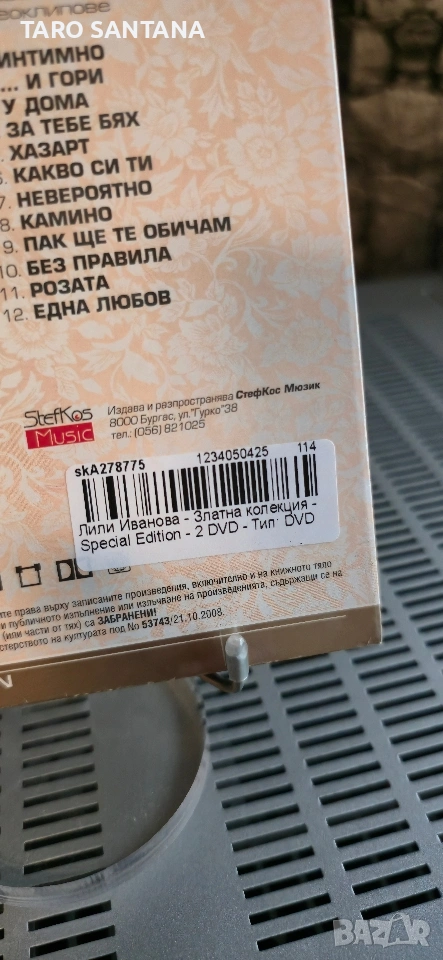 TARO SANTANA
ЕОКЛИПОВЕ
ИНТИМНО
... И ГОРИ
У ДОМА
ЗА ТЕБЕ БЯХ
ХАЗАРТ
КАКВО СИ ТИ
7. НЕВЕРОЯТНО
8. КАМИНО
9. ПАК ЩЕ ТЕ ОБИЧАМ
10. БЕЗ ПРАВИЛА
11. РОЗАТА
12. ЕДНА ЛЮБОВ
StefKos
Music
Издава и разпространява СтефКос Мюзик
8000 Бургас, ул."Гурко"38
тел.: (056) 821025
skA278775 1234050425 114
Лили Иванова - Златна колекция -
Special Edition - 2 DVD - Тип: DVD
ите права върху записаните произведения, включително и на книжното тяло
и публичното изпълнение или излъчване на произведенията, съдържащи се на
(или части от тях) са ЗАБРАНЕНИ!
стерството на културата под No 53743/21.10.2008.
N
BAZAR